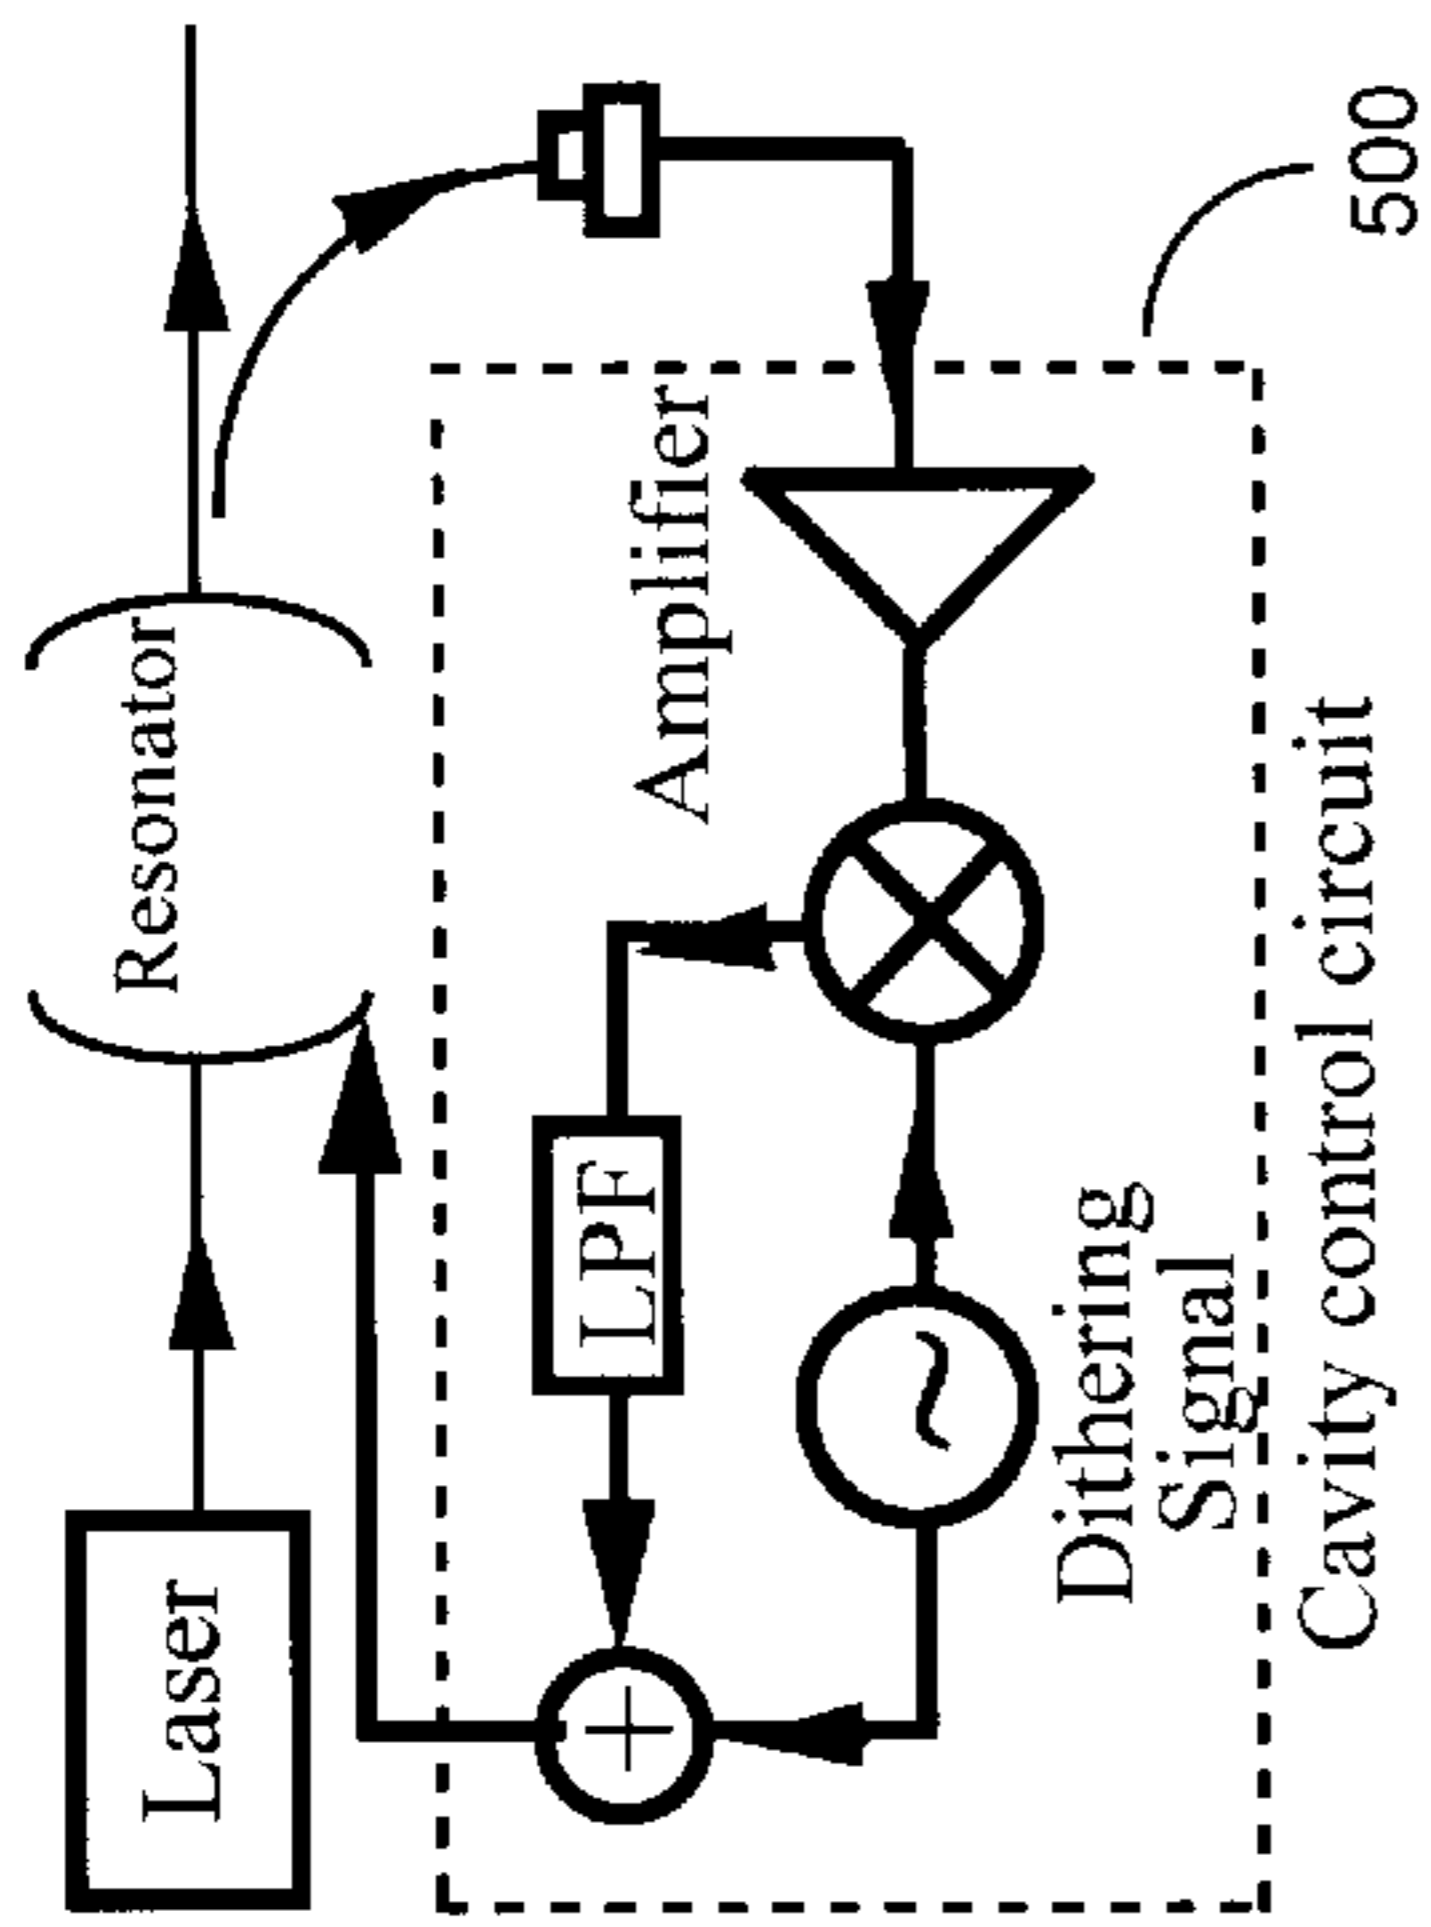 Laser
Resonator
LPF
Amplifier
Dithering
Signal
Cavity control circuit
500